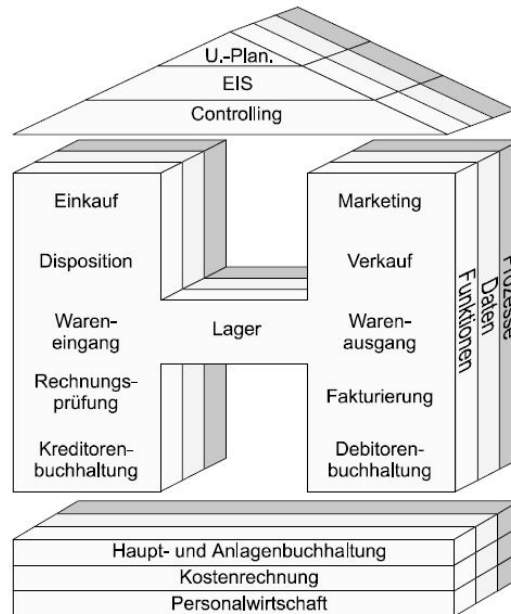 U.-Plan.
EIS
Controlling
Einkauf
Disposition
Waren-
eingang
Rechnungs-
prüfung
Kreditoren-
buchhaltung
Lager
Marketing
Verkauf
Waren-
ausgang
Fakturierung
Debitoren-
buchhaltung
Funktionen
Daten
Prozesse
Haupt- und Anlagenbuchhaltung
Kostenrechnung
Personalwirtschaft